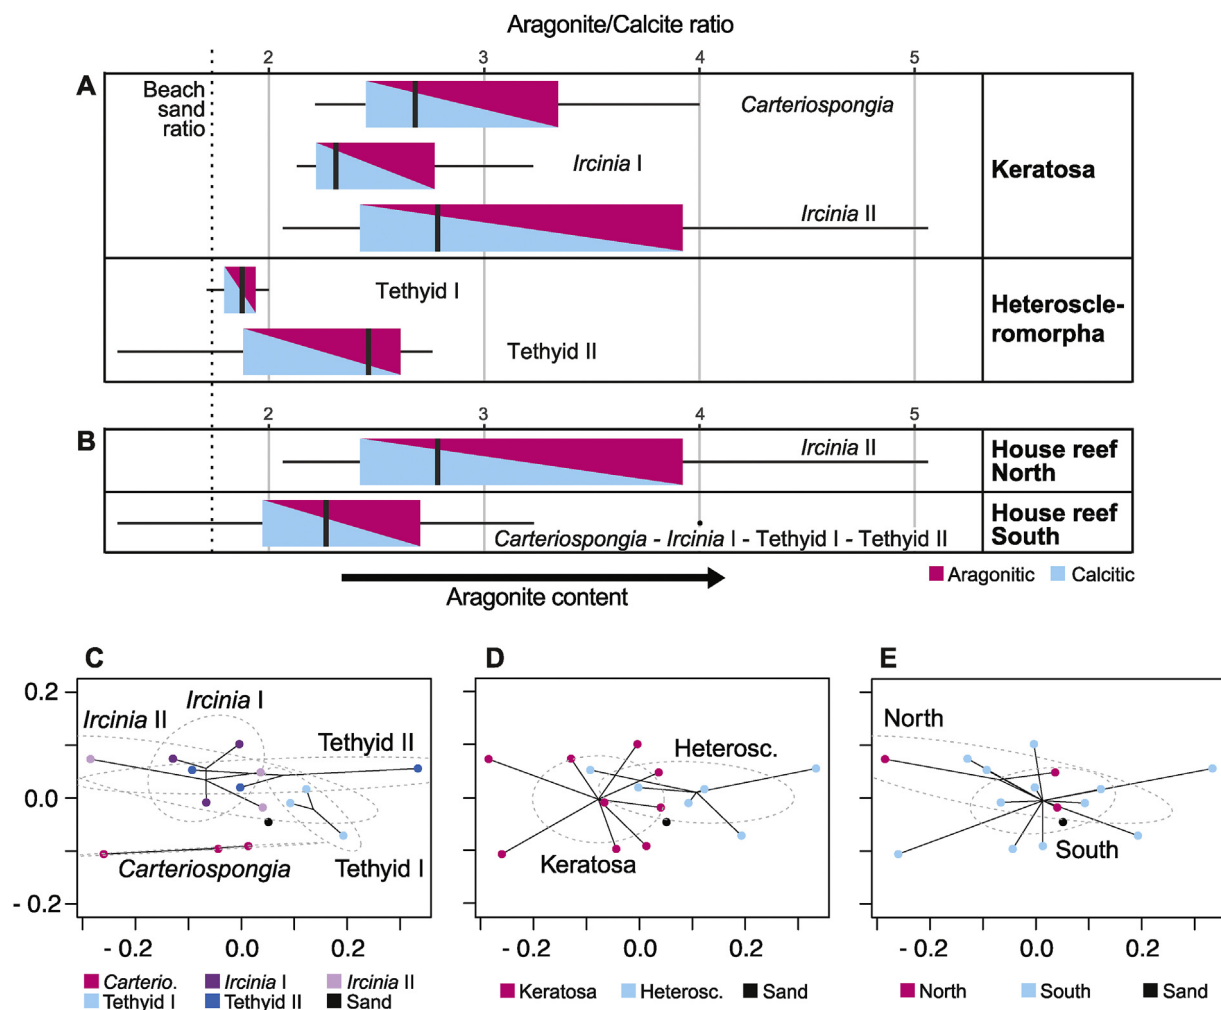 Aragonite/Calcite ratio
2 3 4 5
A
Beach
sand
ratio
Carteriospongia
Ircinia I
Ircinia II
Keratosa
Tethyid I
Tethyid II
Heteroscle-
romorpha
2 3 4 5
B
Ircinia II
House reef
North
Carteriospongia - Ircinia I - Tethyid I - Tethyid II
House reef
South
Aragonite content
Aragonitic Calcitic
C
0.2
0.0
- 0.2
Ircinia I
Ircinia II
Tethyid II
Carteriospongia
Tethyid I
- 0.2 0.0 0.2
Carterio. Ircinia I Ircinia II
Tethyid I Tethyid II Sand
D
Heterosc.
Keratosa
- 0.2 0.0 0.2
Keratosa Heterosc. Sand
E
North
South
- 0.2 0.0 0.2
North South Sand